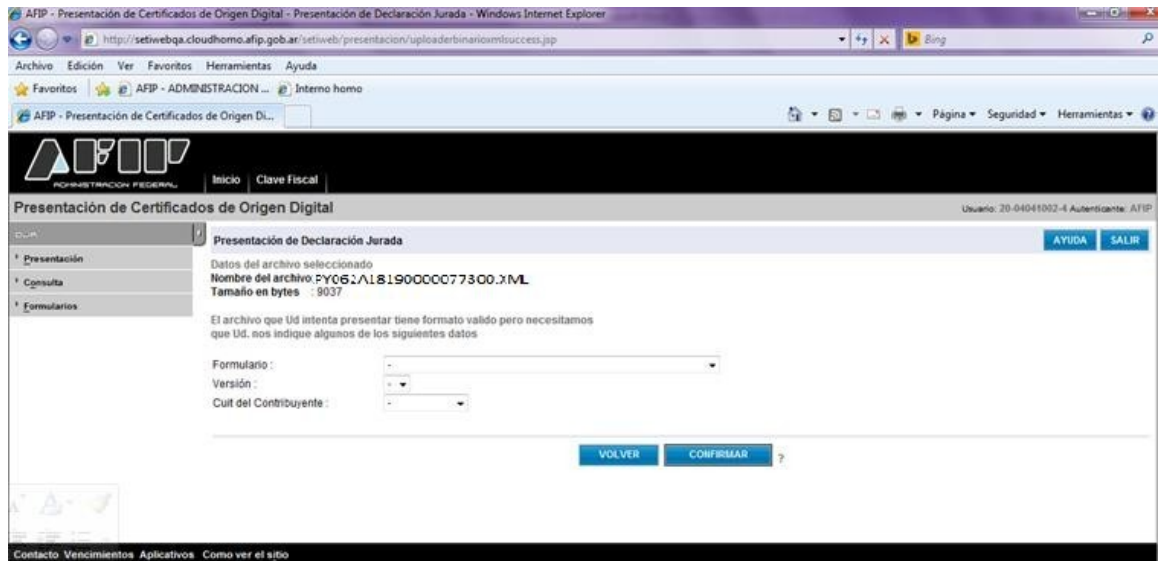 AFIP - Presentación de Certificados de Origen Digital - Presentación de Declaración Jurada - Windows Internet Explorer
http://setiwebqa.cloudhomo.afip.gob.ar/setiweb/presentacion/uploaderbinarioxmlsuccess.jsp
Bing
Archivo Edición Ver Favoritos Herramientas Ayuda
Favoritos AFIP - ADMINISTRACION ... Interno homo
AFIP - Presentación de Certificados de Origen Di... Página Seguridad Herramientas
AFIP
ADMINISTRACION FEDERAL
Inicio Clave Fiscal
Presentación de Certificados de Origen Digital Usuario: 20-04041002-4 Autenticante: AFIP
Presentación de Declaración Jurada AYUDA SALIR
Presentación
Consulta
Formularios
Datos del archivo seleccionado
Nombre del archivo:PY062A18190000077300.XML
Tamaño en bytes : 9037
El archivo que Ud intenta presentar tiene formato valido pero necesitamos
que Ud. nos indique algunos de los siguientes datos
Formulario : -
Versión : -
Cuit del Contribuyente : -
VOLVER CONFIRMAR ?
Contacto Vencimientos Aplicativos Como ver el sitio